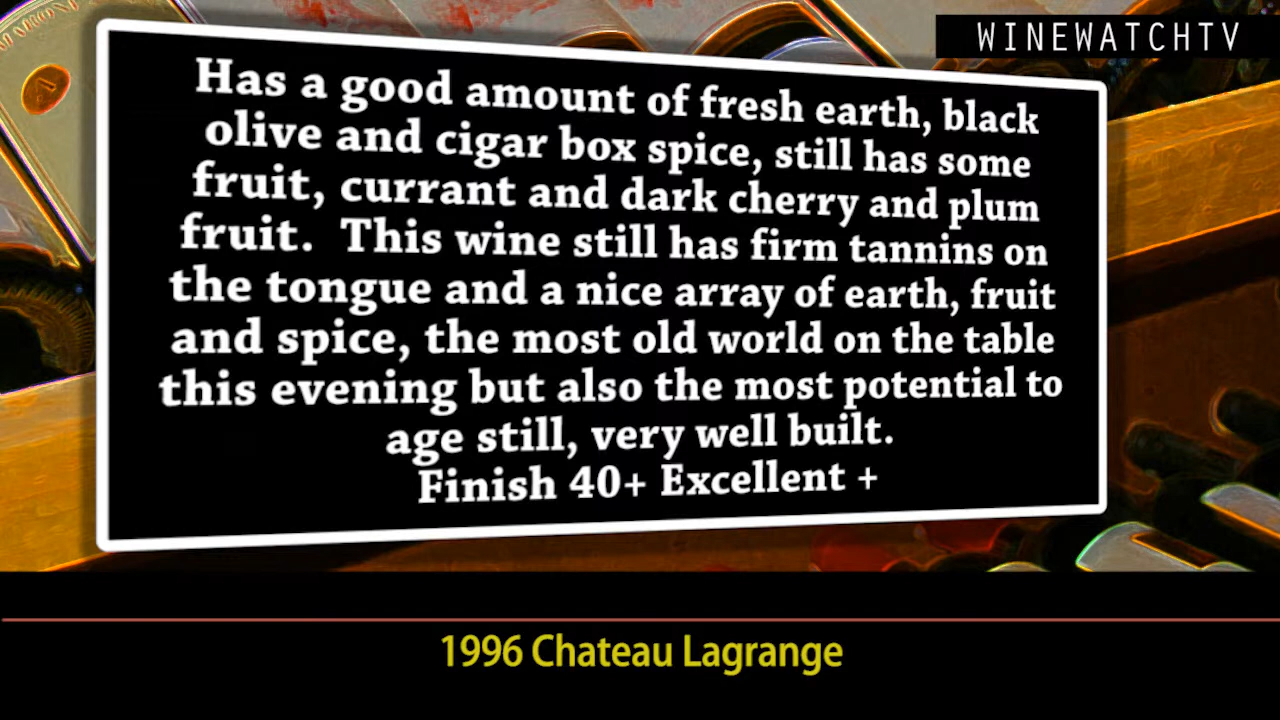 WINEWATCHTV
Has a good amount of fresh earth, black
olive and cigar box spice, still has some
fruit, currant and dark cherry and plum
fruit.  This wine still has firm tannins on
the tongue and a nice array of earth, fruit
and spice, the most old world on the table
this evening but also the most potential to
age still, very well built.
Finish 40+ Excellent +
1996 Chateau Lagrange